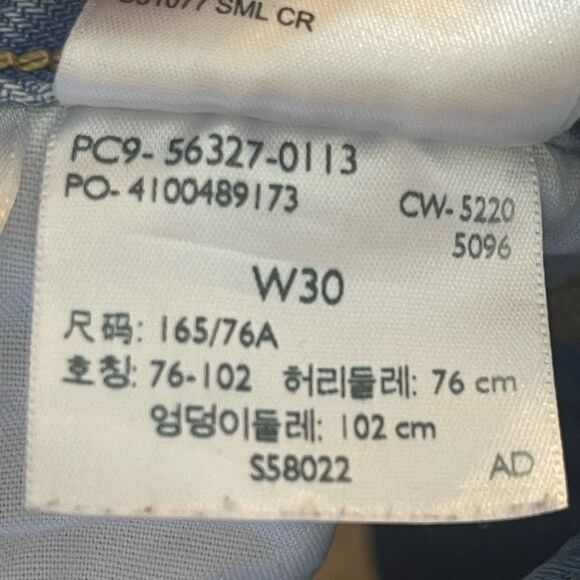 SML CR
PC9- 56327-0113
PO- 4100489173
CW- 5220
5096
W30
尺码: 165/76A
호칭: 76-102 허리둘레: 76 cm
엉덩이둘레: 102 cm
S58022 AD